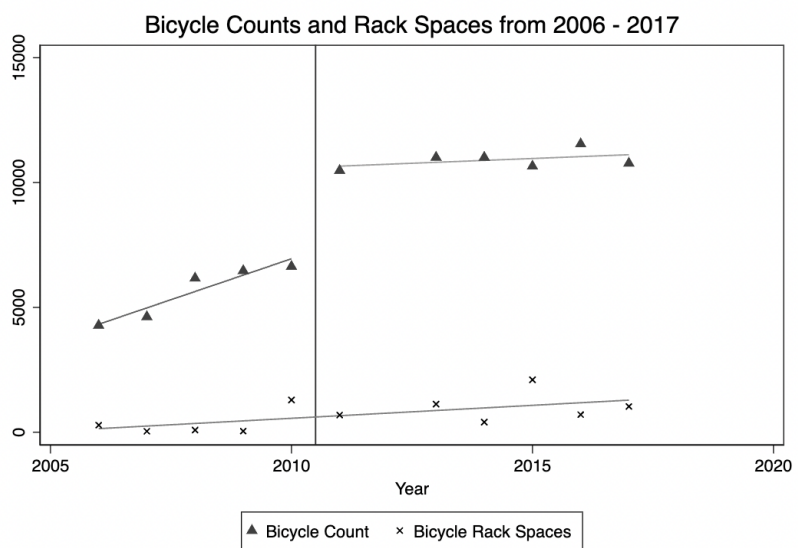 Bicycle Counts and Rack Spaces from 2006 - 2017
15000
10000
5000
0
2005 2010 2015 2020
Year
Bicycle Count Bicycle Rack Spaces